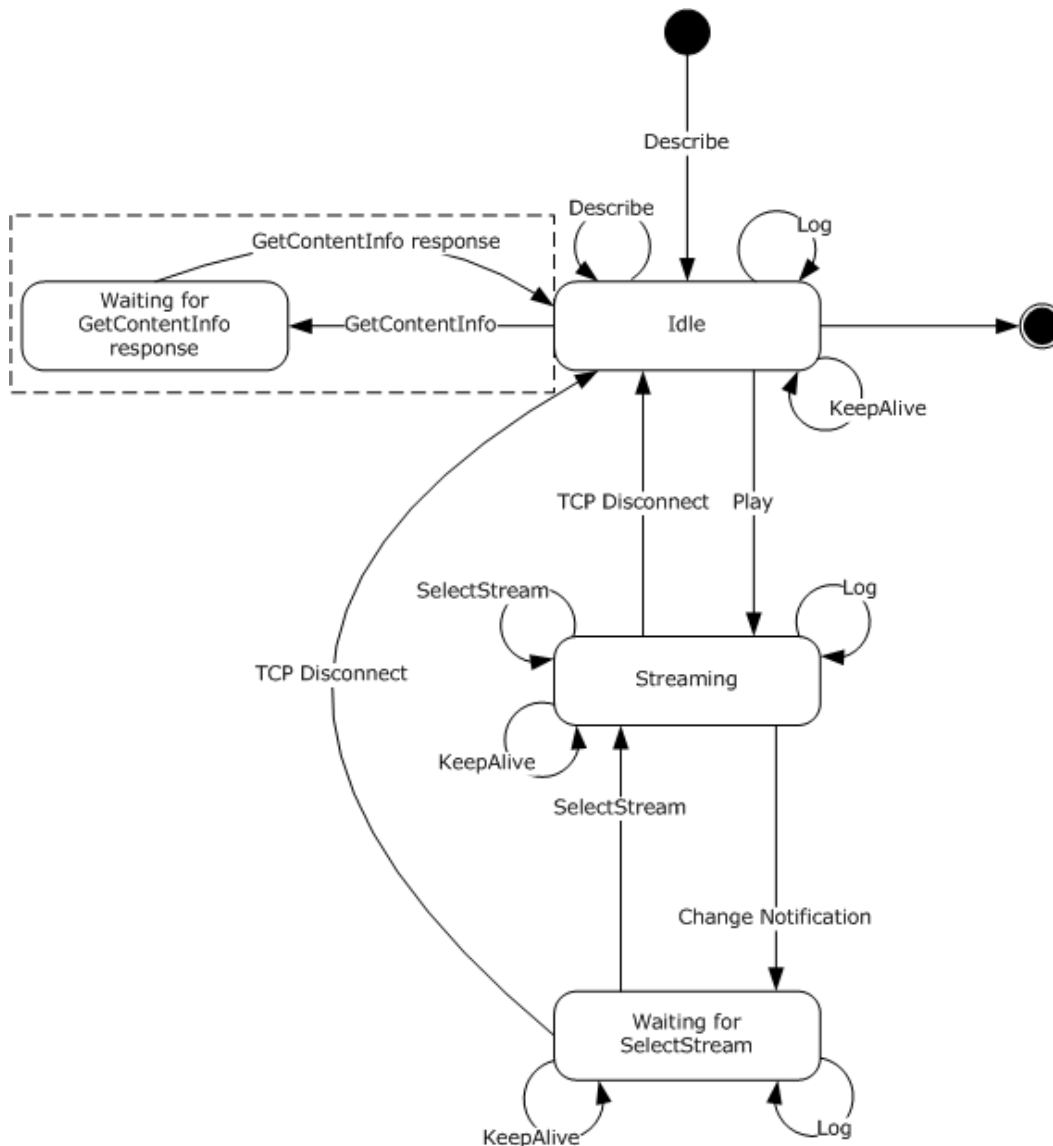 Describe
Describe
Log
GetContentInfo response
Waiting for
GetContentInfo
response
GetContentInfo
Idle
KeepAlive
TCP Disconnect
Play
SelectStream
Log
TCP Disconnect
Streaming
KeepAlive
SelectStream
Change Notification
Waiting for
SelectStream
KeepAlive
Log